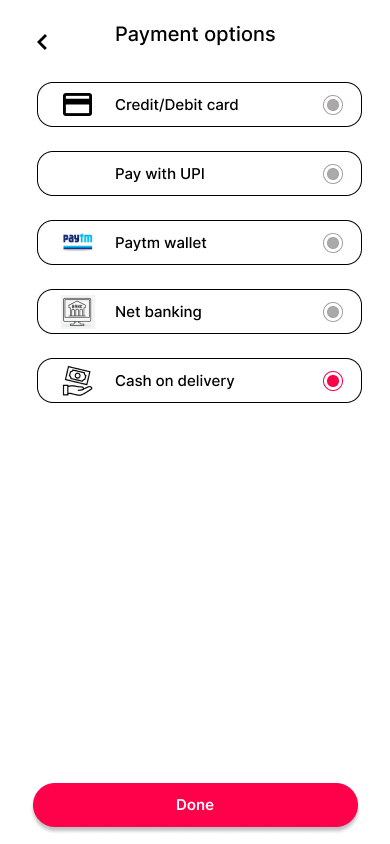 Payment options
Credit/Debit card
Pay with UPI
paytm
Paytm wallet
BANK
Net banking
Cash on delivery
Done